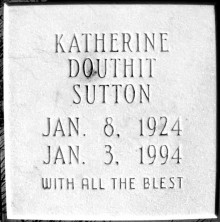 KATHERINE
DOUTHIT
SUTTON
JAN. 8, 1924
JAN. 3, 1994
WITH ALL THE BLEST